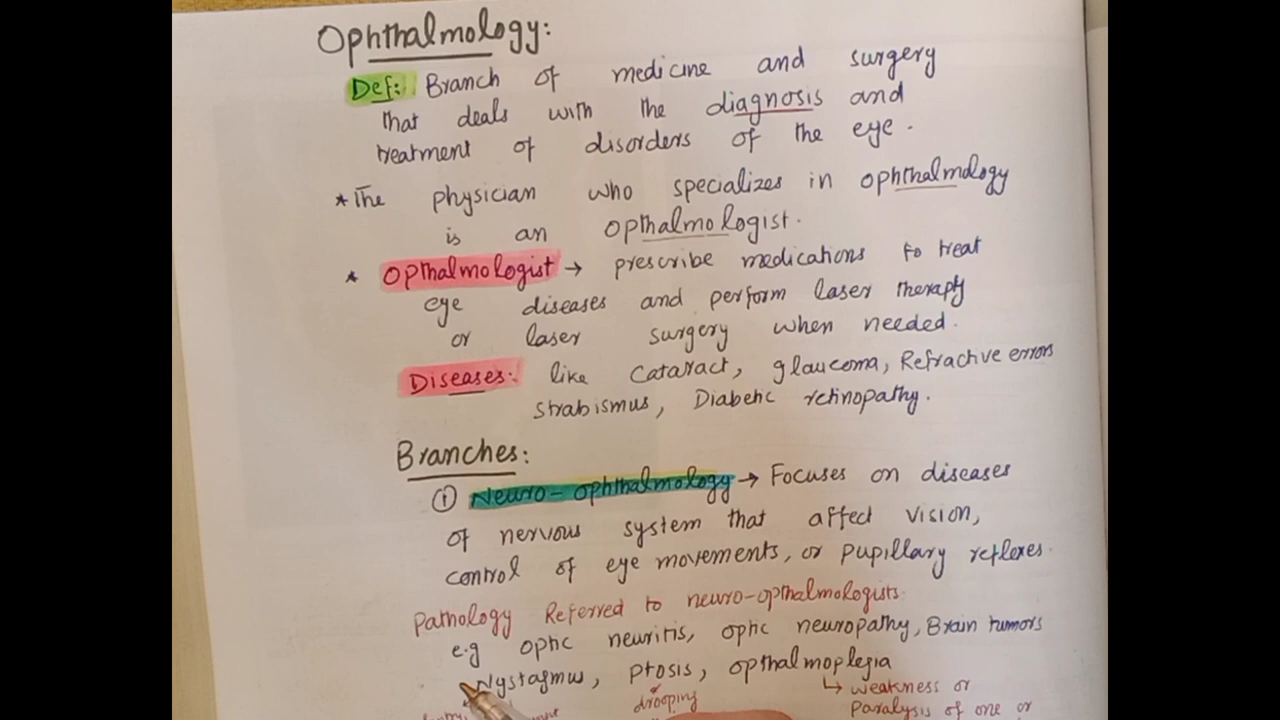 Ophthalmology:
Def: Branch of medicine and surgery
that deals with the diagnosis and
treatment of disorders of the eye.
* The physician who specializes in ophthalmology
is an opthalmologist.
* Opthalmologist → prescribe medications to treat
eye diseases and perform laser therapy
or laser surgery when needed.
Diseases: like Cataract, glaucoma, Refractive errors
strabismus, Diabetic retinopathy.
Branches:
① Neuro-ophthalmology → Focuses on diseases
of nervous system that affect vision,
control of eye movements, or pupillary reflexes.
Pathology Referred to neuro-opthalmologists.
e.g optic neuritis, optic neuropathy, Brain tumors
Nystagmus, ptosis, opthalmoplegia
drooping ↳ weakness or
paralysis of one or